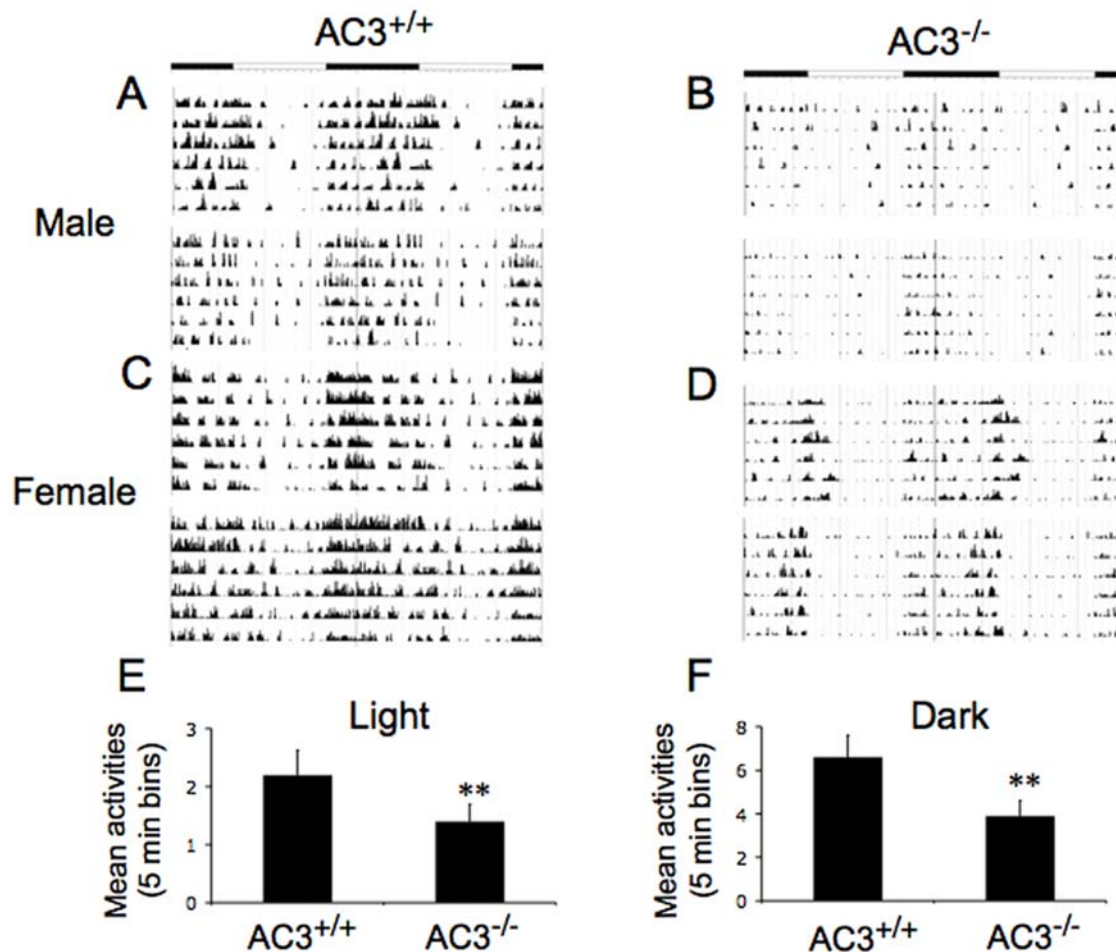 AC3+/+
AC3-/-
A
B
Male
C
D
Female
E
Light
Mean activities
(5 min bins)
3
2
1
0
**
AC3+/+
AC3-/-
F
Dark
Mean activities
(5 min bins)
8
6
4
2
0
**
AC3+/+
AC3-/-